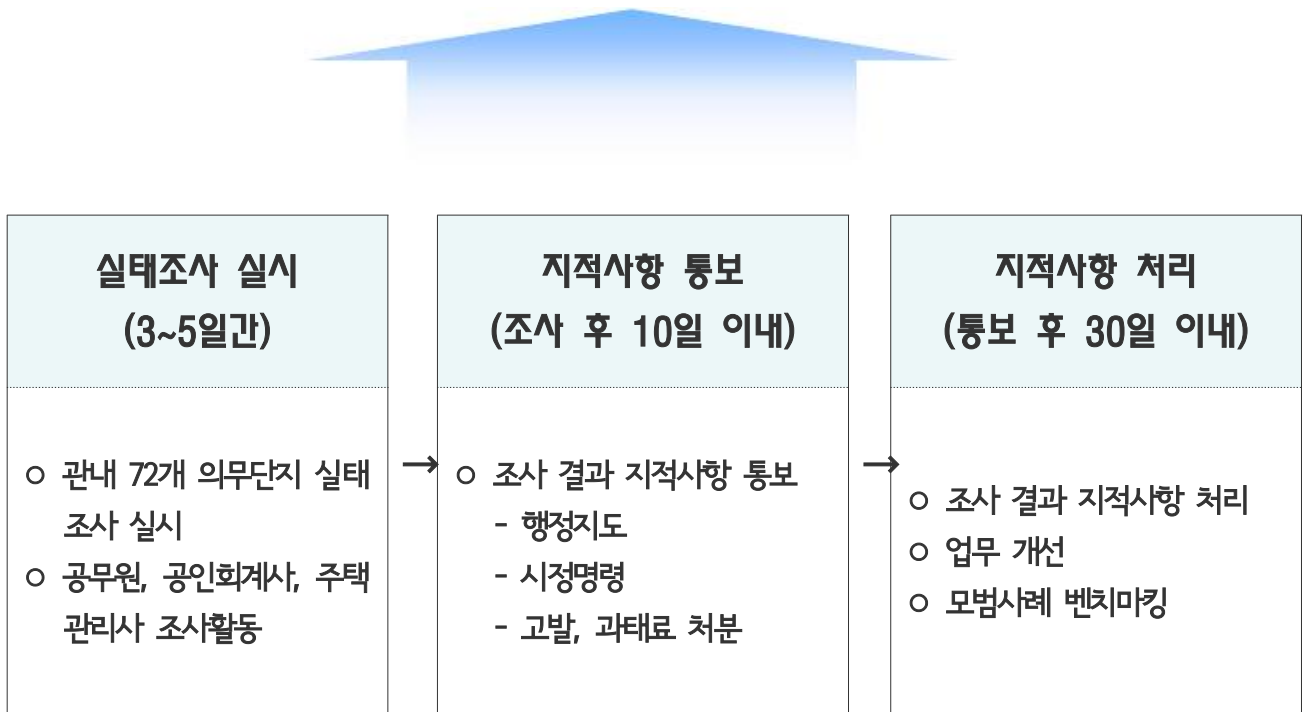 실태조사 실시
(3~5일간)
○ 관내 72개 의무단지 실태
조사 실시
○ 공무원, 공인회계사, 주택
관리사 조사활동
→
지적사항 통보
(조사 후 10일 이내)
○ 조사 결과 지적사항 통보
- 행정지도
- 시정명령
- 고발, 과태료 처분
→
지적사항 처리
(통보 후 30일 이내)
○ 조사 결과 지적사항 처리
○ 업무 개선
○ 모범사례 벤치마킹